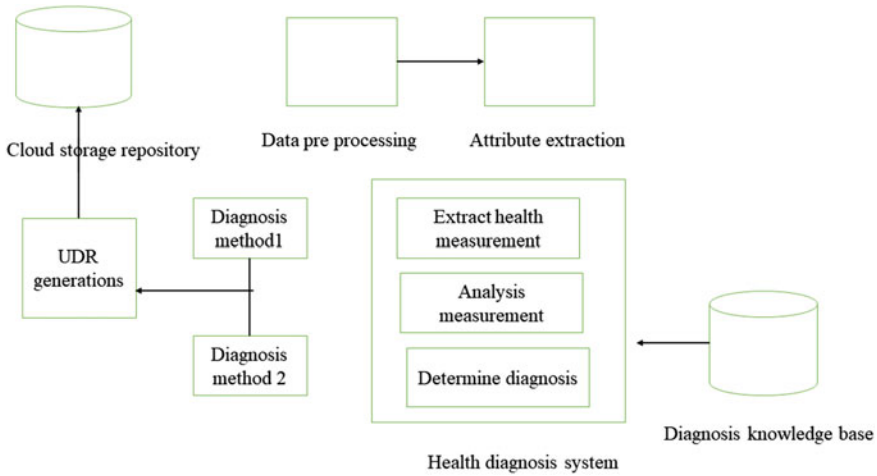 Cloud storage repository
Data pre processing
Attribute extraction
UDR
generations
Diagnosis
method1
Diagnosis
method 2
Extract health
measurement
Analysis
measurement
Determine diagnosis
Health diagnosis system
Diagnosis knowledge base